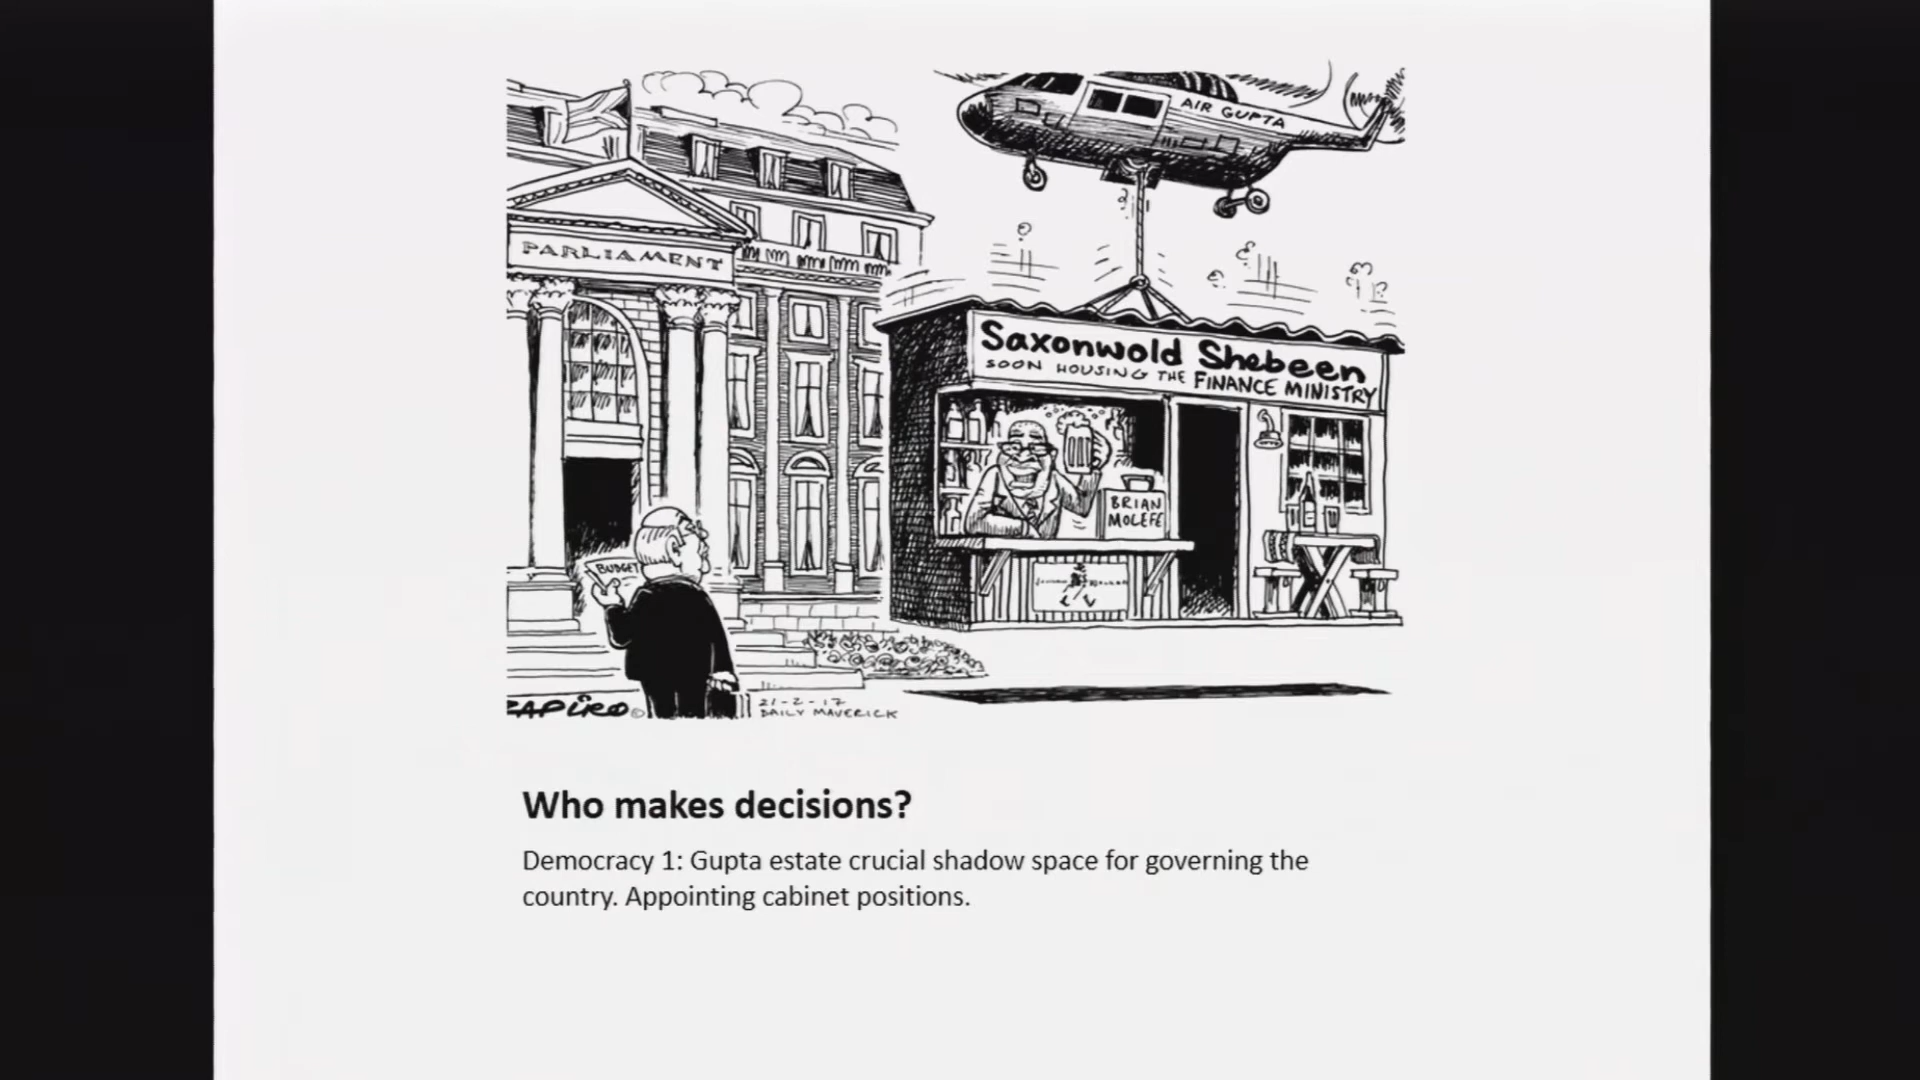 AIR GUPTA
PARLIAMENT
Saxonwold Shebeen
SOON HOUSING THE FINANCE MINISTRY
BRIAN
MOLEFE
BUDGET
ZAPIRO ©
21-2-17
DAILY MAVERICK
Who makes decisions?
Democracy 1: Gupta estate crucial shadow space for governing the
country. Appointing cabinet positions.